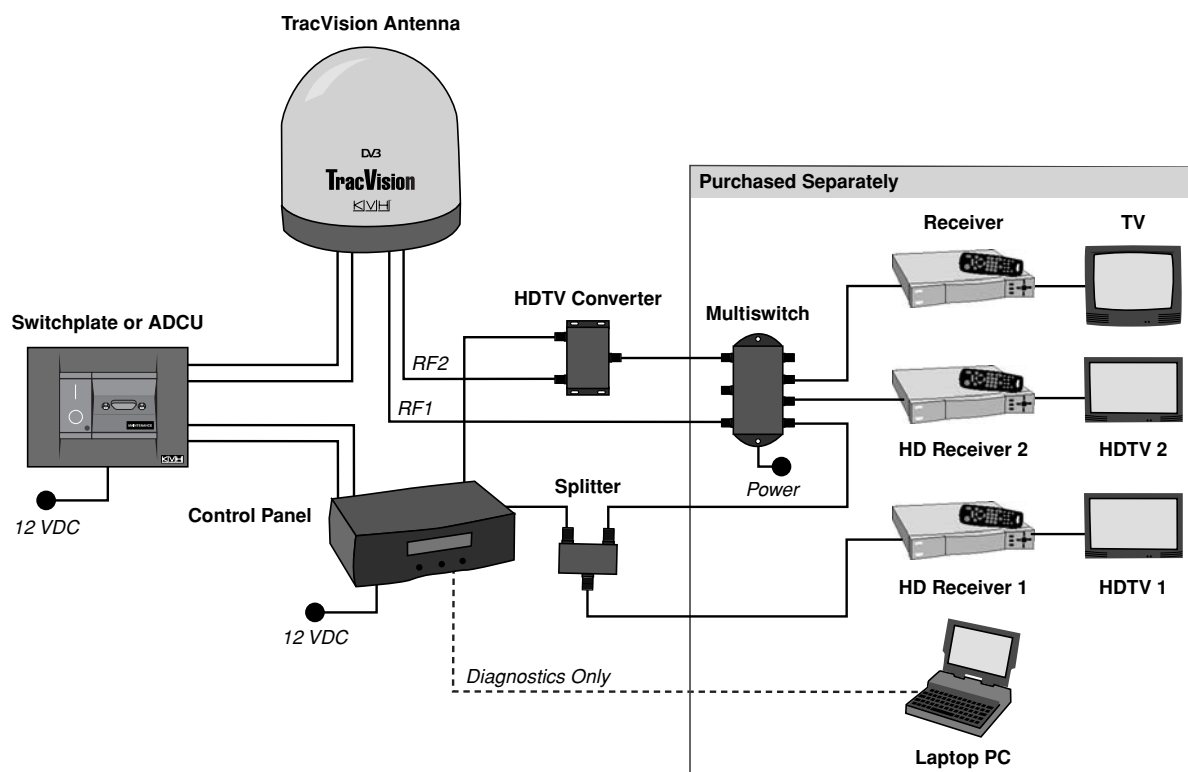 TracVision Antenna
DVB
TracVision
KVH
Purchased Separately
Receiver
TV
HDTV Converter
Multiswitch
Switchplate or ADCU
RF2
RF1
MAINTENANCE
KVH
HD Receiver 2
HDTV 2
Power
Splitter
Control Panel
12 VDC
HD Receiver 1
HDTV 1
12 VDC
Diagnostics Only
Laptop PC